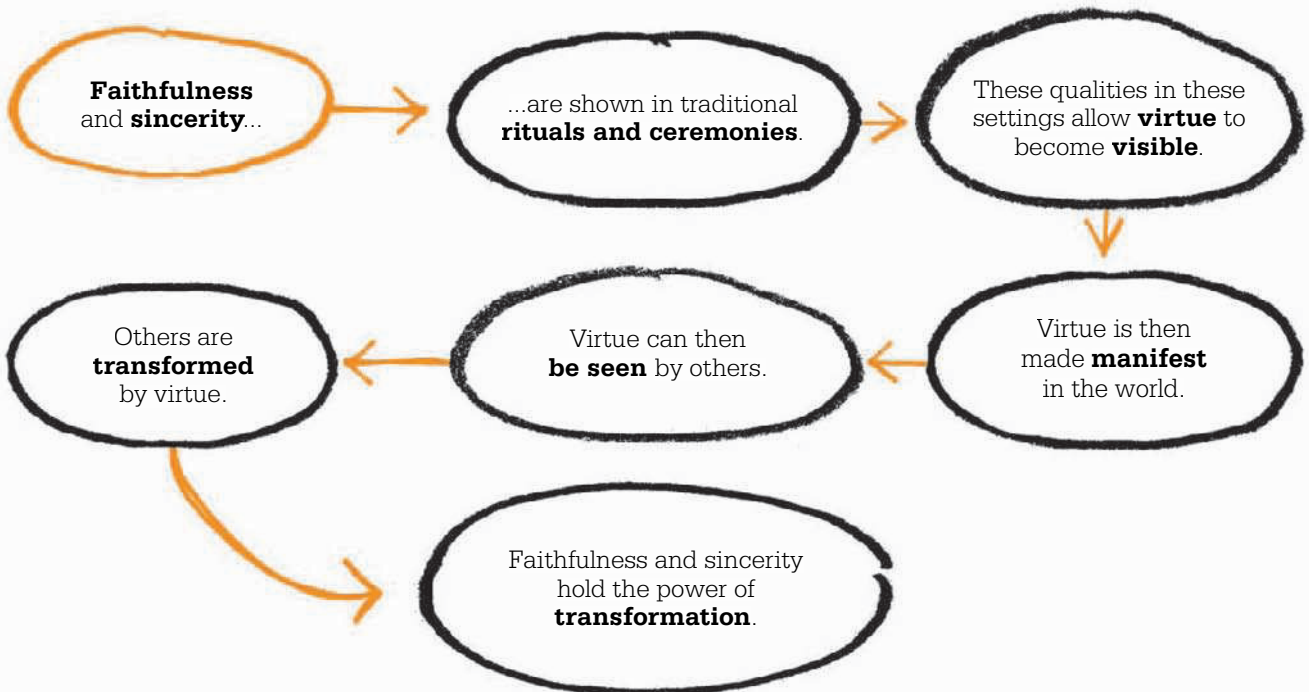 Faithfulness
and sincerity...
...are shown in traditional
rituals and ceremonies.
These qualities in these
settings allow virtue to
become visible.
Virtue is then
made manifest
in the world.
Virtue can then
be seen by others.
Others are
transformed
by virtue.
Faithfulness and sincerity
hold the power of
transformation.